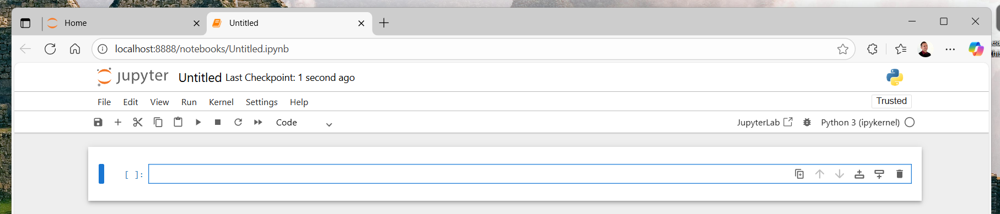 Home
Untitled
localhost:8888/notebooks/Untitled.ipynb
jupyter Untitled Last Checkpoint: 1 second ago
File Edit View Run Kernel Settings Help
Trusted
Code
JupyterLab
Python 3 (ipykernel)
[ ]: